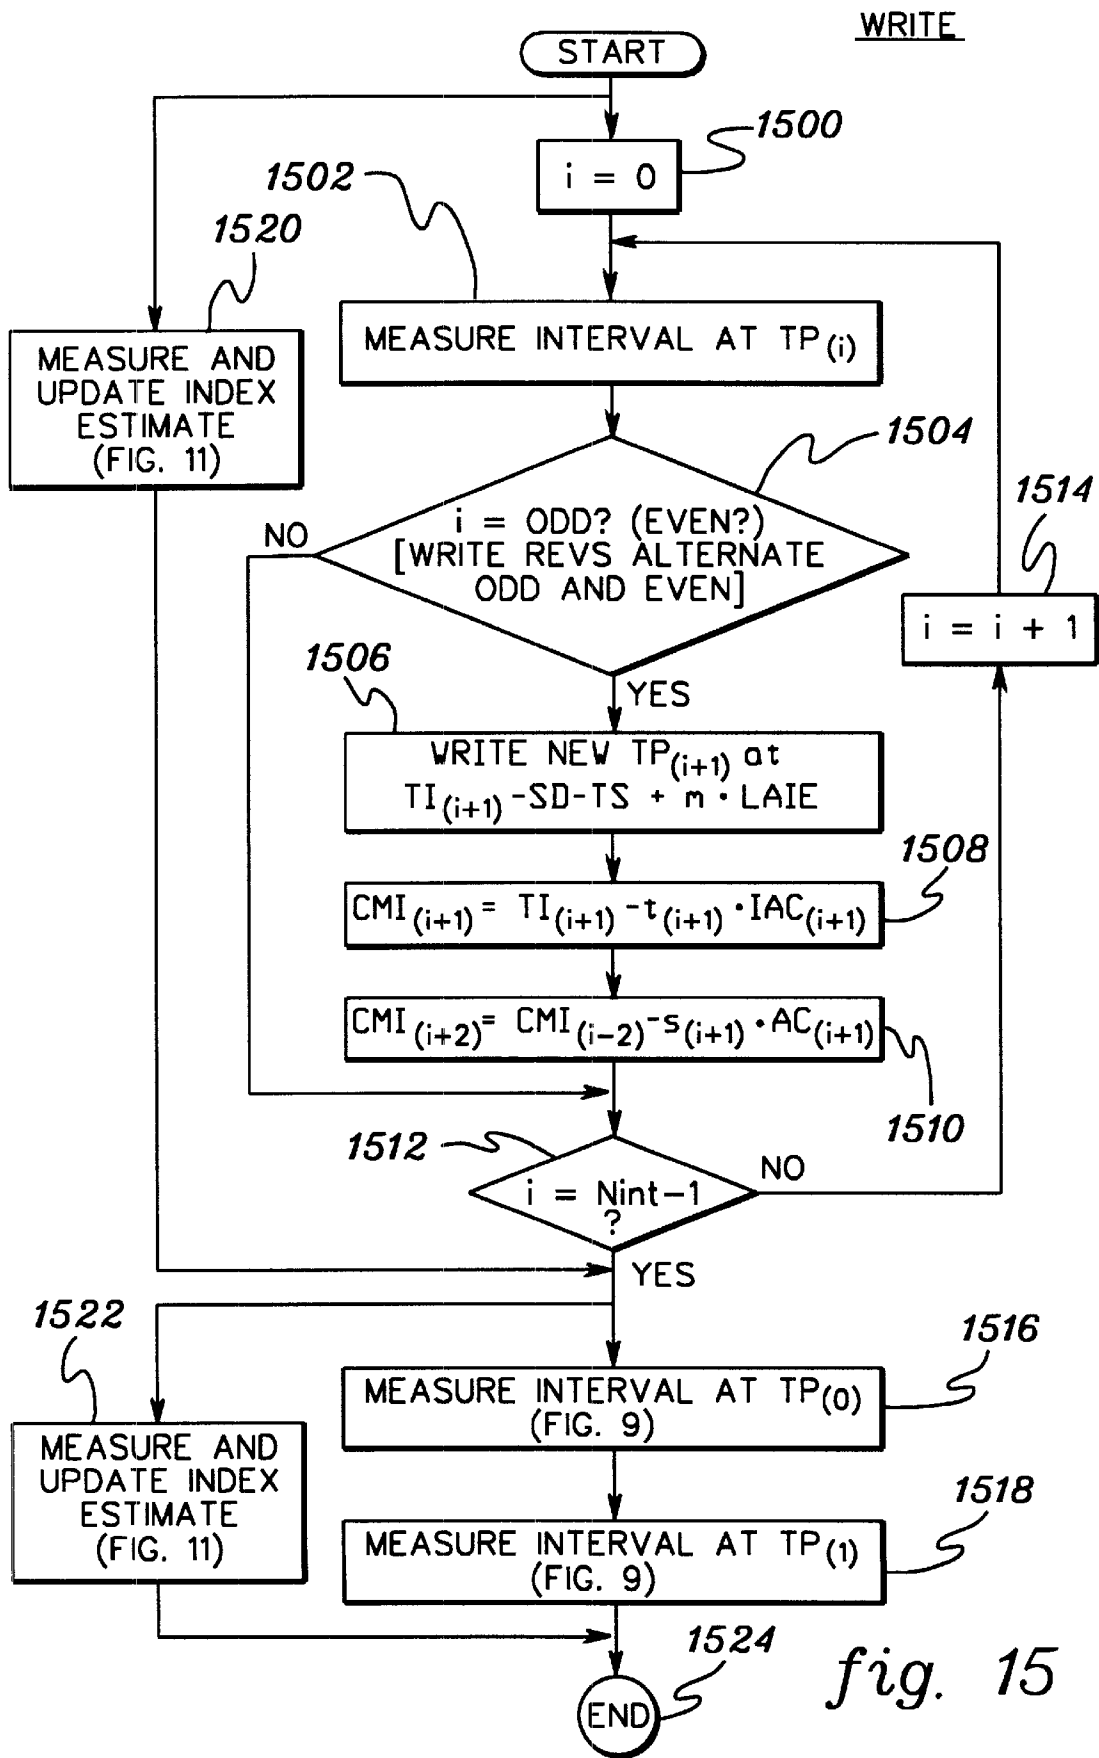 WRITE
START
1500
i = 0
1502
1520
MEASURE INTERVAL AT TP(i)
MEASURE AND
UPDATE INDEX
ESTIMATE
(FIG. 11)
1504
i = ODD? (EVEN?)
[WRITE REVS ALTERNATE
ODD AND EVEN]
NO
1514
i = i + 1
1506
YES
WRITE NEW TP(i+1) at
TI(i+1)-SD-TS + m · LAIE
1508
CMI(i+1) = TI(i+1) - t(i+1) · IAC(i+1)
CMI(i+2) = CMI(i-2) - s(i+1) · AC(i+1)
1510
1512
i = Nint-1
?
NO
YES
1522
1516
MEASURE INTERVAL AT TP(0)
(FIG. 9)
MEASURE AND
UPDATE INDEX
ESTIMATE
(FIG. 11)
1518
MEASURE INTERVAL AT TP(1)
(FIG. 9)
1524
END
fig. 15